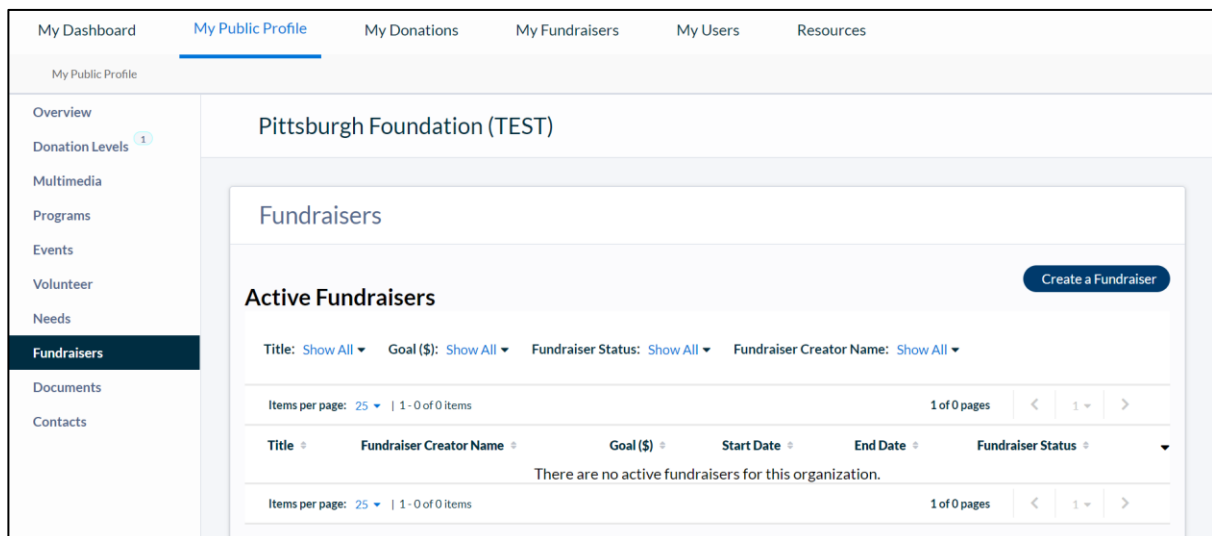 My Dashboard My Public Profile My Donations My Fundraisers My Users Resources
My Public Profile
Overview
Donation Levels 1
Multimedia
Programs
Events
Volunteer
Needs
Fundraisers
Documents
Contacts
Pittsburgh Foundation (TEST)
Fundraisers
Create a Fundraiser
Active Fundraisers
Title: Show All Goal ($): Show All Fundraiser Status: Show All Fundraiser Creator Name: Show All
Items per page: 25 | 1 - 0 of 0 items 1 of 0 pages 1
Title Fundraiser Creator Name Goal ($) Start Date End Date Fundraiser Status
There are no active fundraisers for this organization.
Items per page: 25 | 1 - 0 of 0 items 1 of 0 pages 1